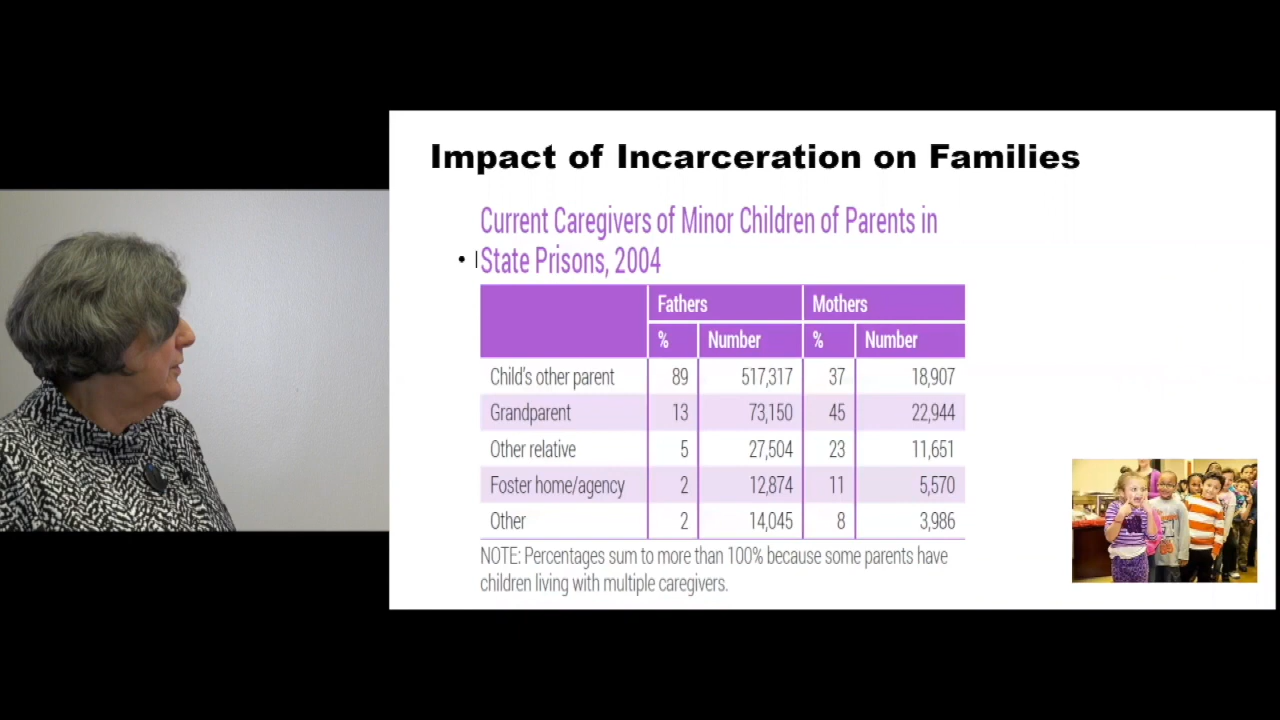 Impact of Incarceration on Families
Current Caregivers of Minor Children of Parents in
• State Prisons, 2004
Fathers Mothers
% Number % Number
Child's other parent 89 517,317 37 18,907
Grandparent 13 73,150 45 22,944
Other relative 5 27,504 23 11,651
Foster home/agency 2 12,874 11 5,570
Other 2 14,045 8 3,986
NOTE: Percentages sum to more than 100% because some parents have
children living with multiple caregivers.